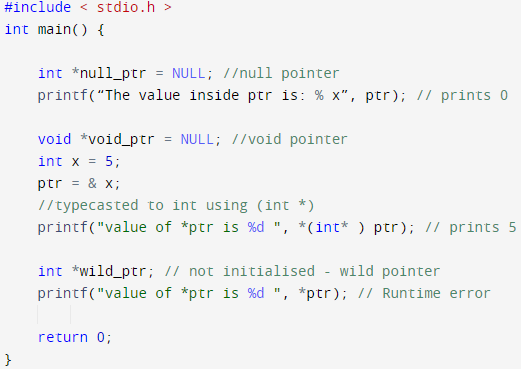 #include < stdio.h >
int main() {
int *null_ptr = NULL; //null pointer
printf(“The value inside ptr is: % x”, ptr); // prints 0
void *void_ptr = NULL; //void pointer
int x = 5;
ptr = & x;
//typecasted to int using (int *)
printf("value of *ptr is %d ", *(int* ) ptr); // prints 5
int *wild_ptr; // not initialised - wild pointer
printf("value of *ptr is %d ", *ptr); // Runtime error
return 0;
}